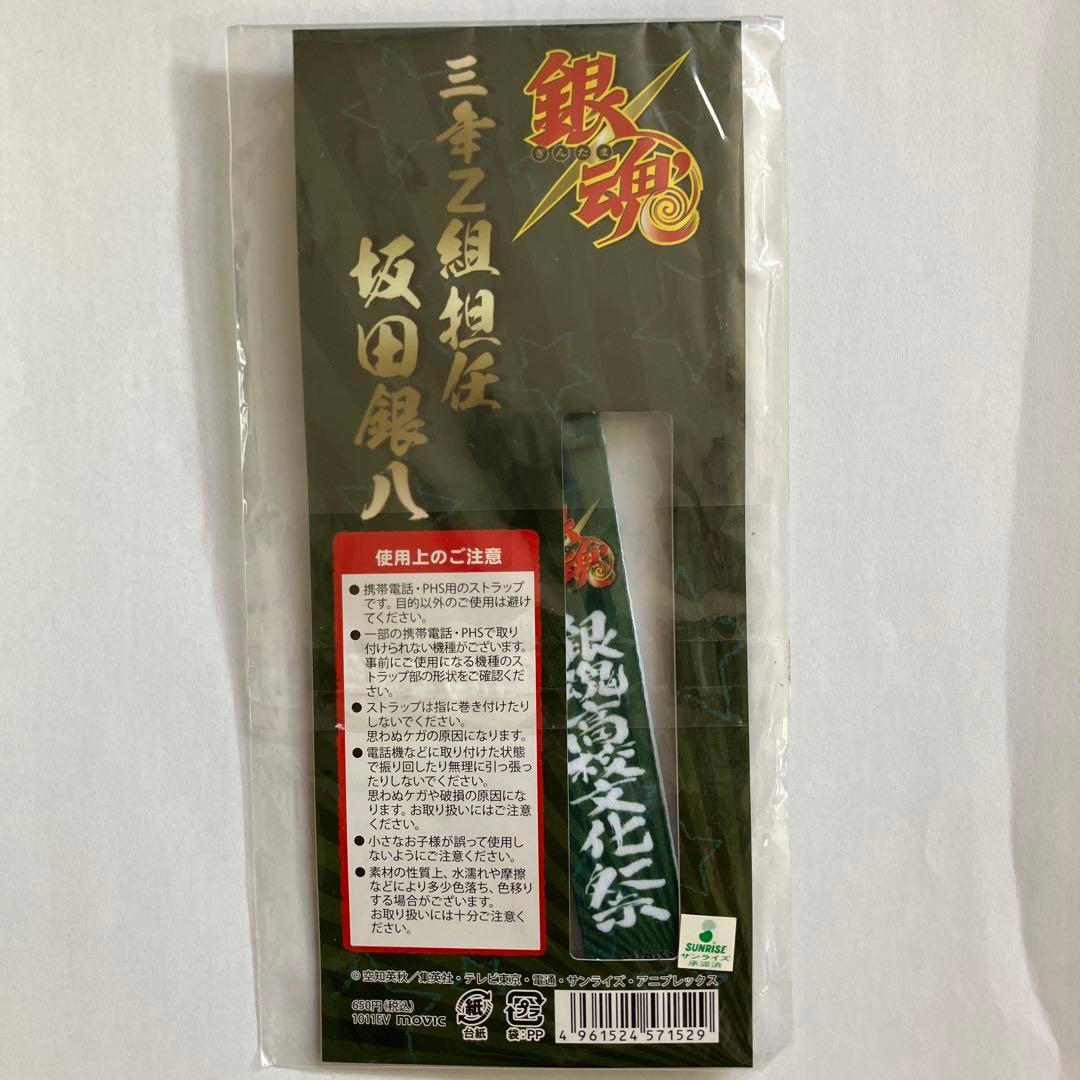 銀魂
ぎんたま
三年Z組担任
坂田銀八
使用上のご注意
● 携帯電話・PHS用のストラップ
です。目的以外のご使用は避け
てください。
● 一部の携帯電話・PHSで取り
付けられない機種がございます。
事前にご使用になる機種のス
トラップ部の形状をご確認くだ
さい。
● ストラップは指に巻き付けたり
しないでください。
思わぬケガの原因になります。
● 電話機などに取り付けた状態
で振り回したり無理に引っ張っ
たりしないでください。
思わぬケガや破損の原因にな
ります。お取り扱いにはご注意
ください。
● 小さなお子様が誤って使用し
ないようにご注意ください。
● 素材の性質上、水濡れや摩擦
などにより多少色落ち、色移り
する場合がございます。
お取り扱いには十分ご注意くだ
さい。
魂
銀魂高校文化祭
SUNRISE
サンライズ
承認済
©空知英秋／集英社・テレビ東京・電通・サンライズ・アニプレックス
650円(税込)
1011EV movic
紙
台紙
プラ
袋:PP
4 961524 571529